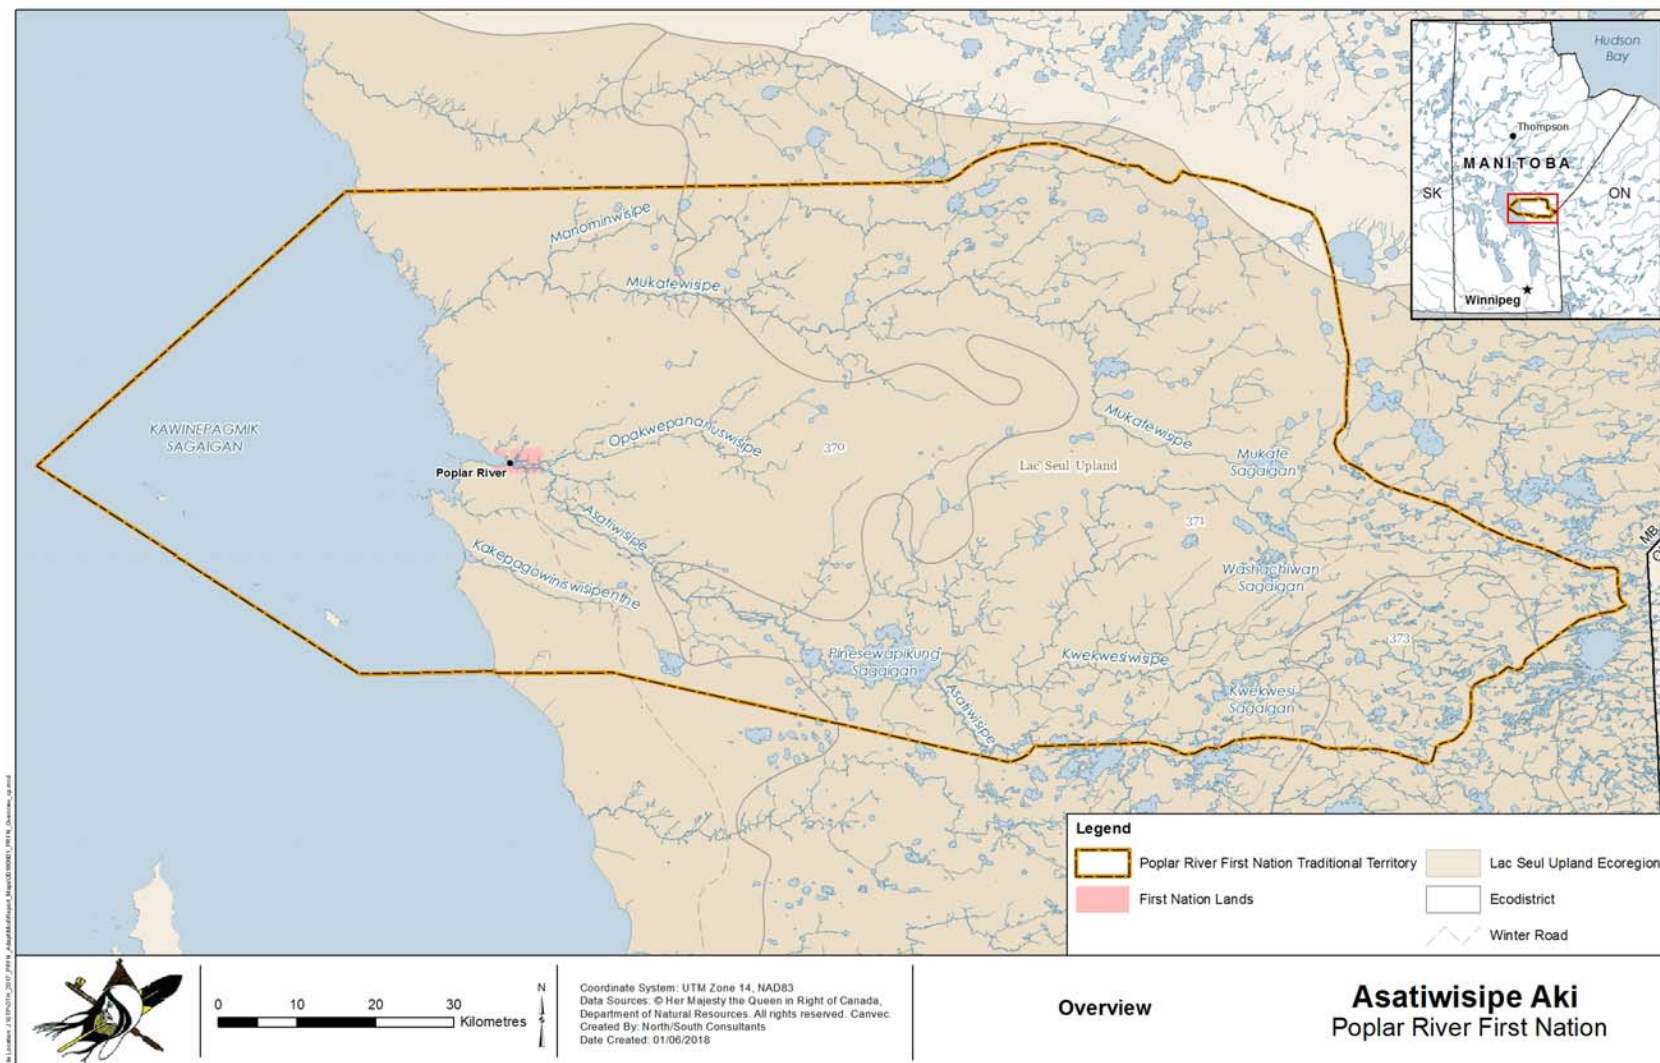 Hudson
Bay
Thompson
MANITOBA
SK
ON
Winnipeg
Manominwisipe
Mukatewisipe
KAWINEPAGMIK
SAGAIGAN
Opakwepananuswisipe
370
Mukatewisipe
Mukate
Sagaigan
Lac Seul Upland
Poplar River
Asatiwisipe
371
MB
Kakepagowiniswisipenthe
Washachiwan
Sagaigan
373
Pinesewapikung
Sagaigan
Kwekwesiwispe
Kwekwesi
Sagaigan
Asatiwisipe
Legend
Poplar River First Nation Traditional Territory
Lac Seul Upland Ecoregion
First Nation Lands
Ecodistrict
Winter Road
0 10 20 30
Kilometres
N
Coordinate System: UTM Zone 14, NAD83
Data Sources: © Her Majesty the Queen in Right of Canada,
Department of Natural Resources. All rights reserved. Canvec.
Created By: North/South Consultants
Date Created: 01/06/2018
Overview
Asatiwisipe Aki
Poplar River First Nation